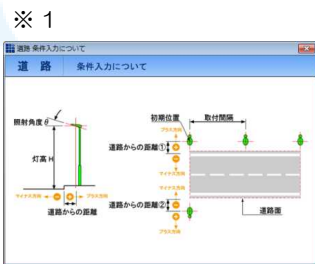 ※１
道路 条件入力について
道　路　条件入力について
照射角度θ
灯高H
マイナス方向
プラス方向
道路からの距離
初期位置
取付間隔
プラス方向
道路からの距離①
マイナス方向
マイナス方向
道路からの距離②
プラス方向
道路面